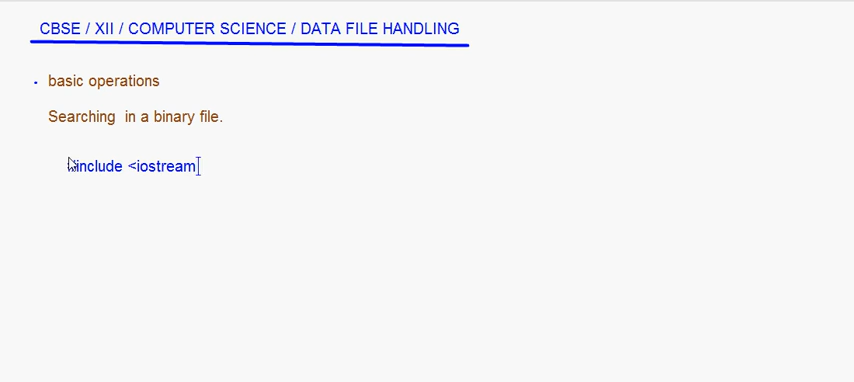 CBSE / XII / COMPUTER SCIENCE / DATA FILE HANDLING
basic operations
Searching in a binary file.
#include <iostream